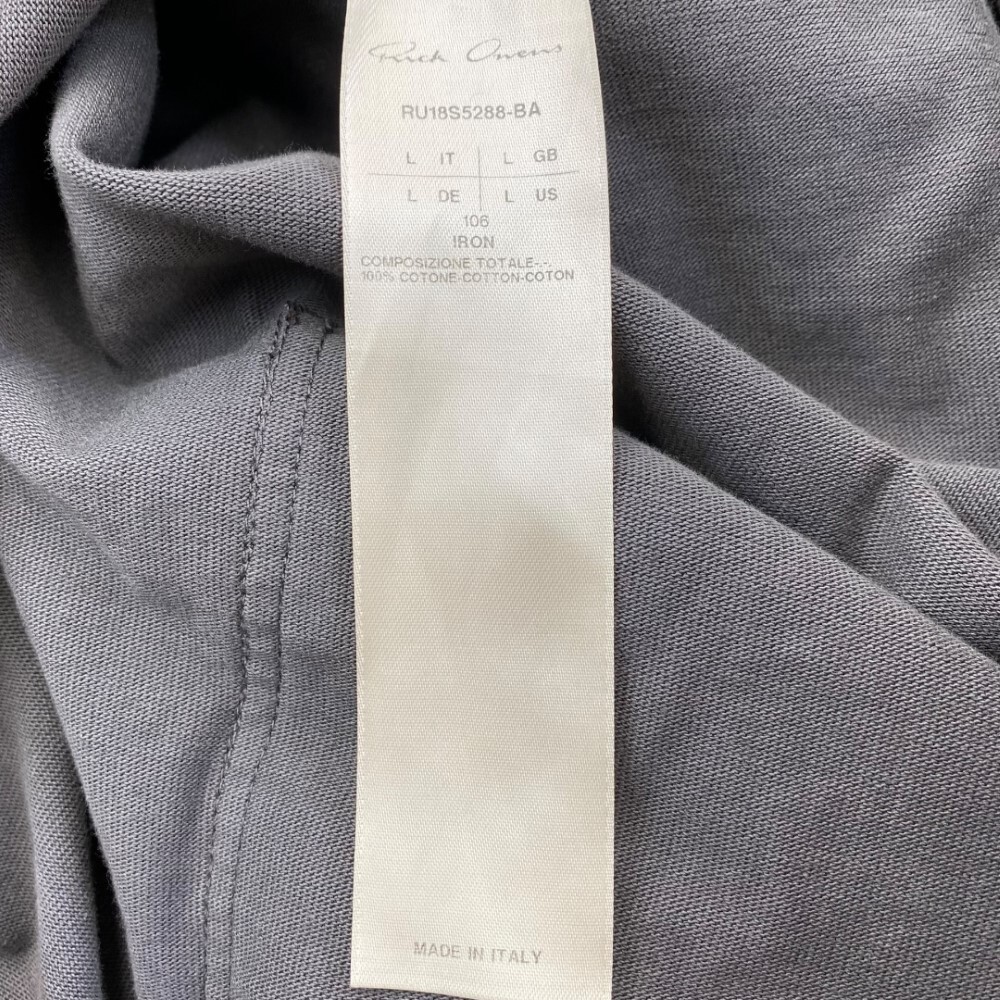 Rick Owens
RU18S5288-BA
L IT L GB
L DE L US
106
IRON
COMPOSIZIONE TOTALE-.-.
100% COTONE-COTTON-COTON
MADE IN ITALY